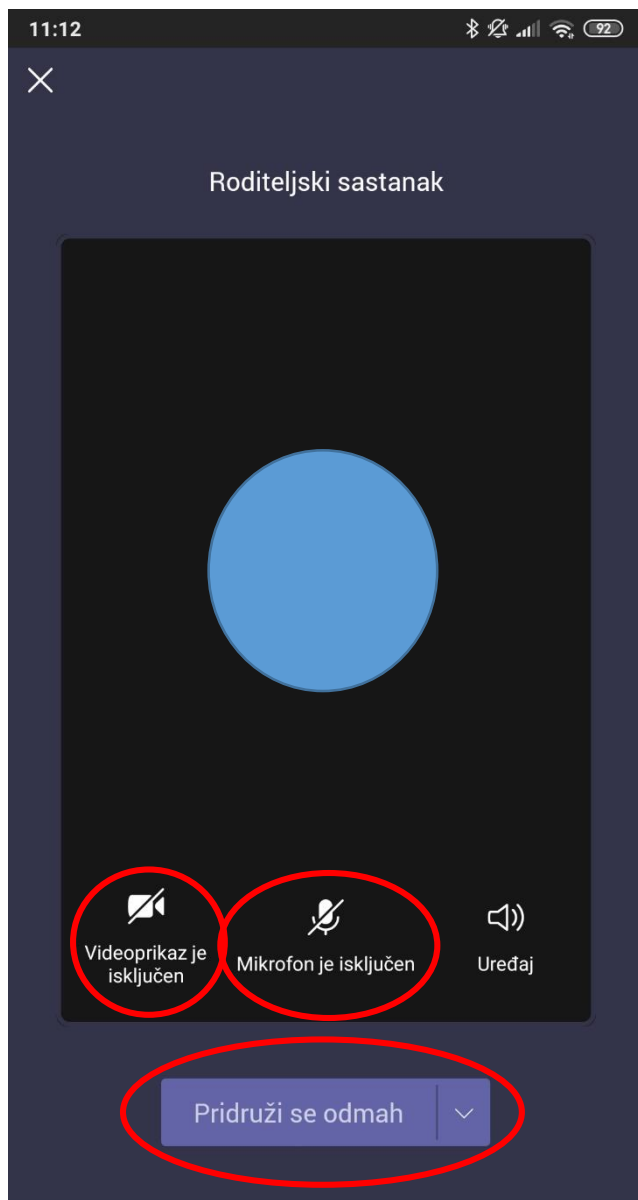 11:12
92
Roditeljski sastanak
Videoprikaz je
isključen
Mikrofon je isključen
Uređaj
Pridruži se odmah